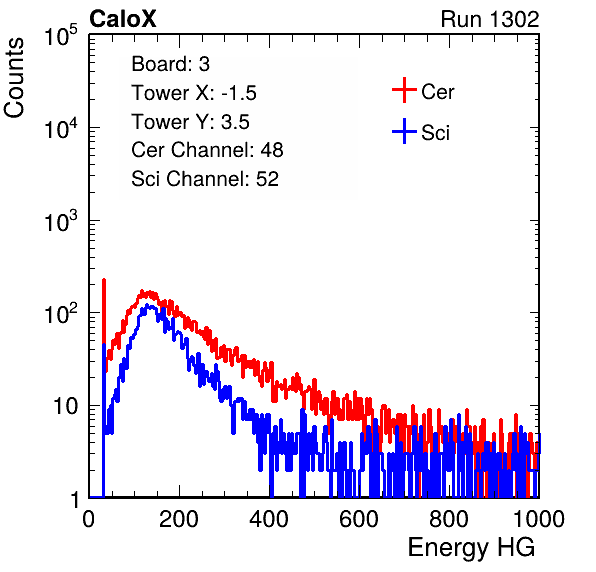 CaloX Run 1302
Counts
10^5
10^4
10^3
10^2
10
1
Board: 3
Tower X: -1.5
Tower Y: 3.5
Cer Channel: 48
Sci Channel: 52
Cer
Sci
0 200 400 600 800 1000
Energy HG